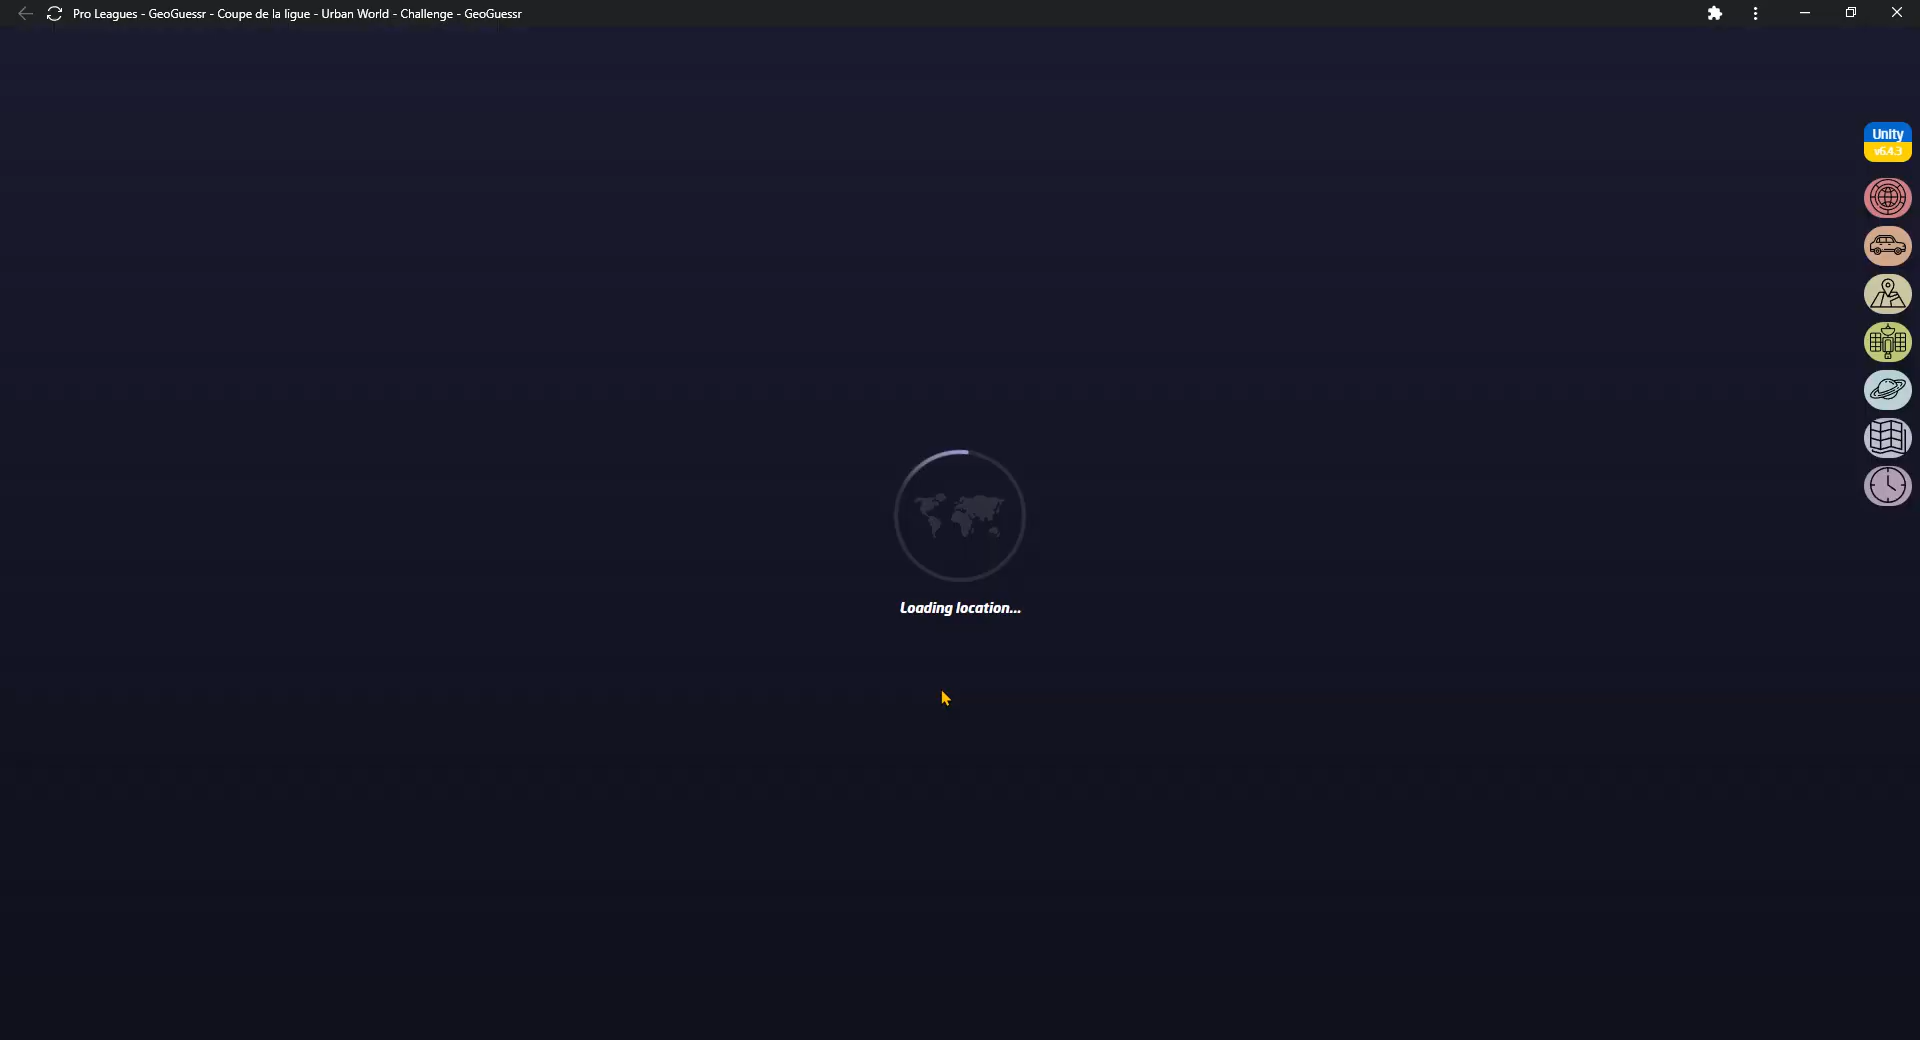 Pro Leagues - GeoGuessr - Coupe de la ligue - Urban World - Challenge - GeoGuessr
Unity
v6.4.3
Loading location...